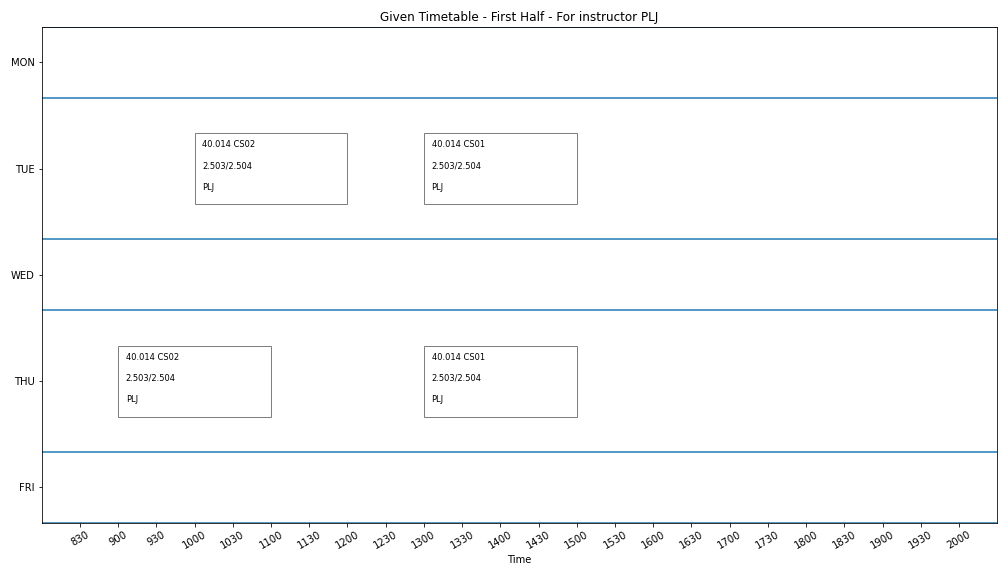 Given Timetable - First Half - For instructor PLJ
MON
TUE
40.014 CS02
2.503/2.504
PLJ
40.014 CS01
2.503/2.504
PLJ
WED
THU
40.014 CS02
2.503/2.504
PLJ
40.014 CS01
2.503/2.504
PLJ
FRI
830 900 930 1000 1030 1100 1130 1200 1230 1300 1330 1400 1430 1500 1530 1600 1630 1700 1730 1800 1830 1900 1930 2000
Time